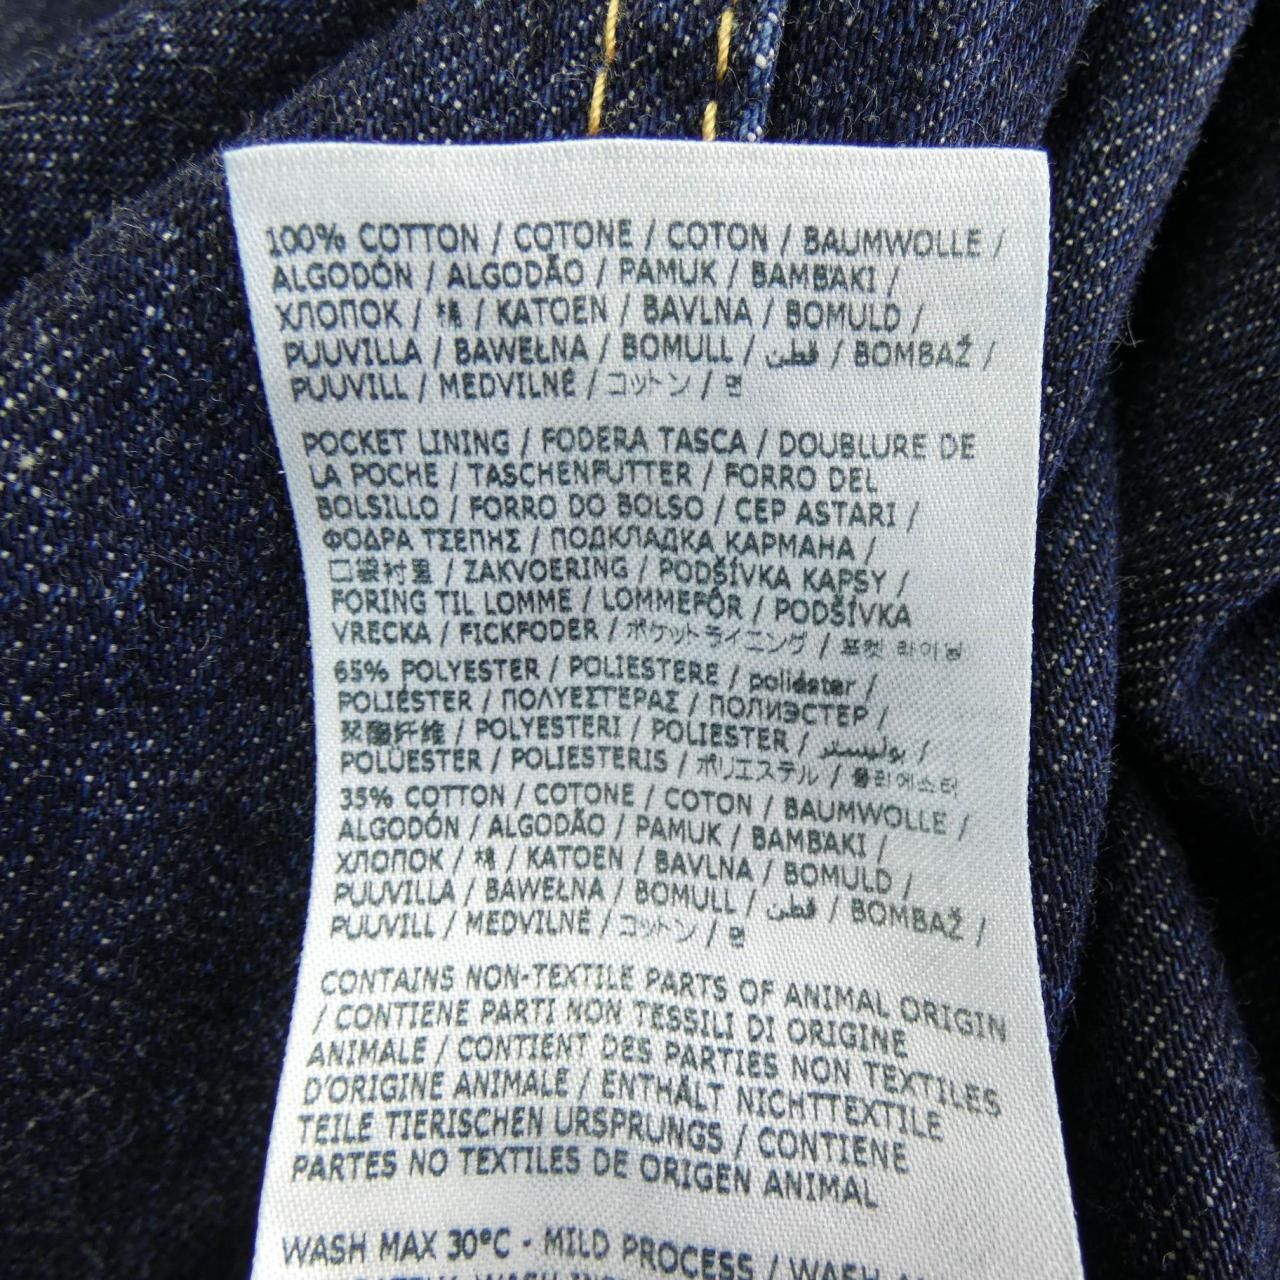 100% COTTON / COTONE / COTON / BAUMWOLLE /
ALGODÓN / ALGODÃO / PAMUK / BAMBAKI /
ХЛОПОК / 棉 / KATOEN / BAVLNA / BOMULD /
PUUVILLA / BAWEŁNA / BOMULL / قطن / BOMBAŽ /
PUUVILL / MEDVILNĖ / コットン / 면
POCKET LINING / FODERA TASCA / DOUBLURE DE
LA POCHE / TASCHENFUTTER / FORRO DEL
BOLSILLO / FORRO DO BOLSO / CEP ASTARI /
ΦΟΔΡΑ ΤΣΕΠΗΣ / ПОДКЛАДКА КАРМАНА /
口袋衬里 / ZAKVOERING / PODŠÍVKA KAPSY /
FORING TIL LOMME / LOMMEFÔR / PODŠÍVKA
VRECKA / FICKFODER / ポケットライニング / 포켓 라이닝
65% POLYESTER / POLIESTERE / poliéster /
POLIÉSTER / ΠΟΛΥΕΣΤΕΡΑΣ / ПОЛИЭСТЕР /
聚酯纤维 / POLYESTERI / POLIESTER / بوليستر /
POLÜESTER / POLIESTERIS / ポリエステル / 폴리에스터
35% COTTON / COTONE / COTON / BAUMWOLLE /
ALGODÓN / ALGODÃO / PAMUK / BAMBAKI /
ХЛОПОК / 棉 / KATOEN / BAVLNA / BOMULD /
PUUVILLA / BAWEŁNA / BOMULL / قطن / BOMBAŽ /
PUUVILL / MEDVILNĖ / コットン / 면
CONTAINS NON-TEXTILE PARTS OF ANIMAL ORIGIN
/ CONTIENE PARTI NON TESSILI DI ORIGINE
ANIMALE / CONTIENT DES PARTIES NON TEXTILES
D'ORIGINE ANIMALE / ENTHÄLT NICHTTEXTILE
TEILE TIERISCHEN URSPRUNGS / CONTIENE
PARTES NO TEXTILES DE ORIGEN ANIMAL
WASH MAX 30°C - MILD PROCESS / WASH